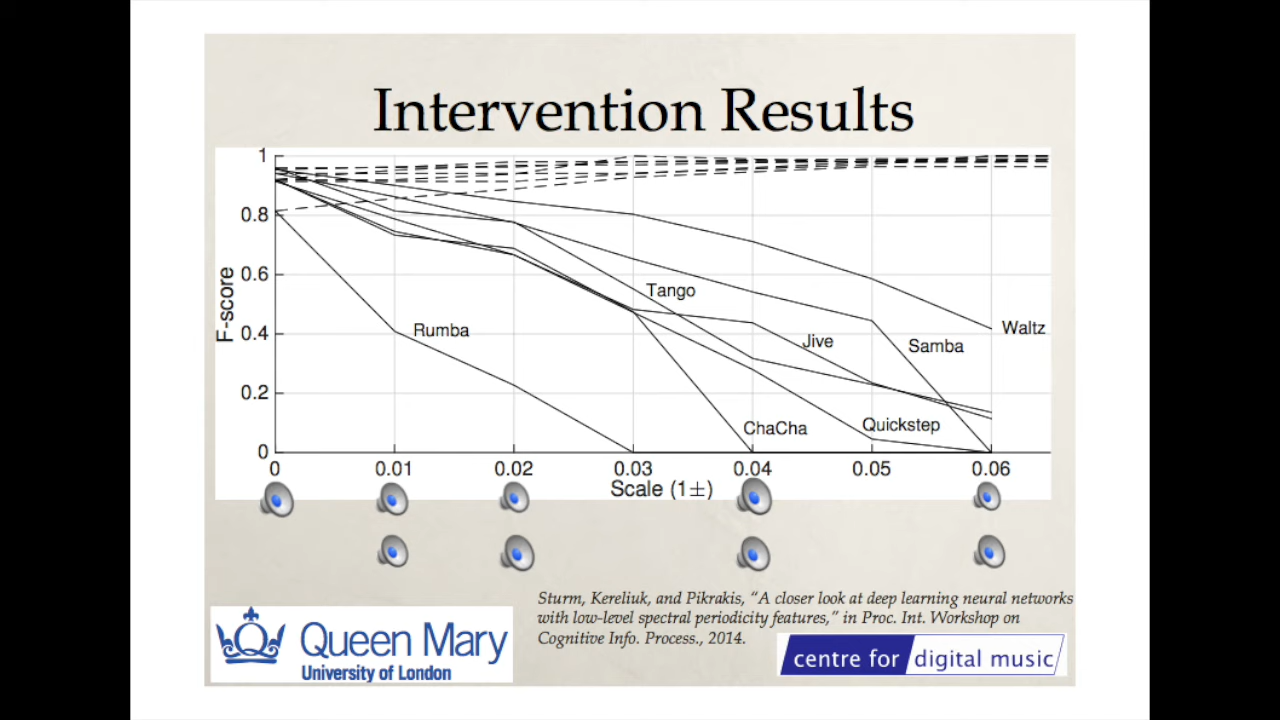 Intervention Results
1
0.8
0.6
0.4
0.2
0
F-score
Rumba
Tango
Jive
ChaCha
Quickstep
Samba
Waltz
0 0.01 0.02 0.03 0.04 0.05 0.06
Scale (1±)
Sturm, Kereliuk, and Pikrakis, “A closer look at deep learning neural networks
with low-level spectral periodicity features,” in Proc. Int. Workshop on
Cognitive Info. Process., 2014.
Queen Mary
University of London
centre for digital music